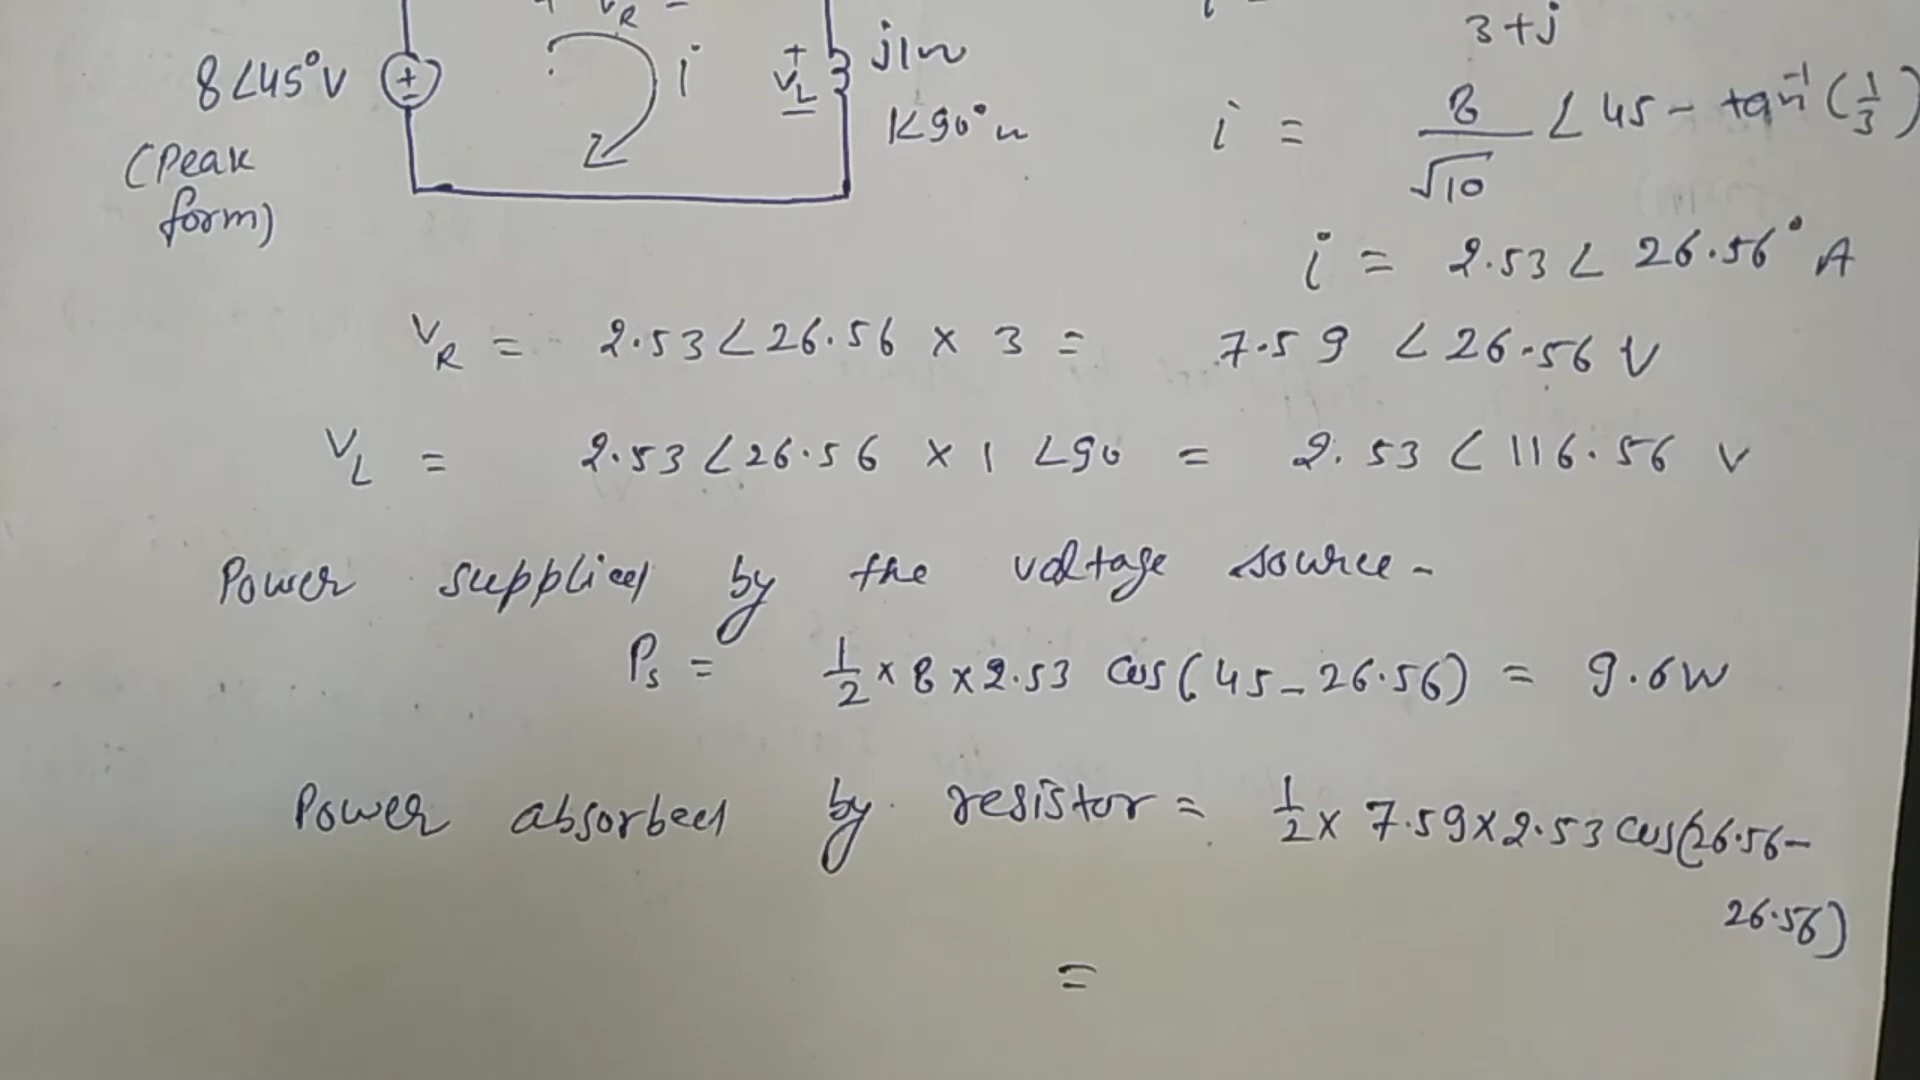 + VR -
3+j
8∠45°V
+ VL -
i
j1Ω
1∠90°Ω
(Peak form)
i = 8/√10 ∠45 - tan⁻¹(1/3)
i = 2.53 ∠ 26.56° A
VR = 2.53∠26.56 × 3 = 7.59 ∠26.56 V
VL = 2.53∠26.56 × 1 ∠90 = 2.53 ∠116.56 V
Power supplied by the voltage source-
Ps = 1/2 × 8 × 2.53 cos(45-26.56) = 9.6W
Power absorbed by resistor = 1/2 × 7.59×2.53 cos(26.56-
26.56)
=